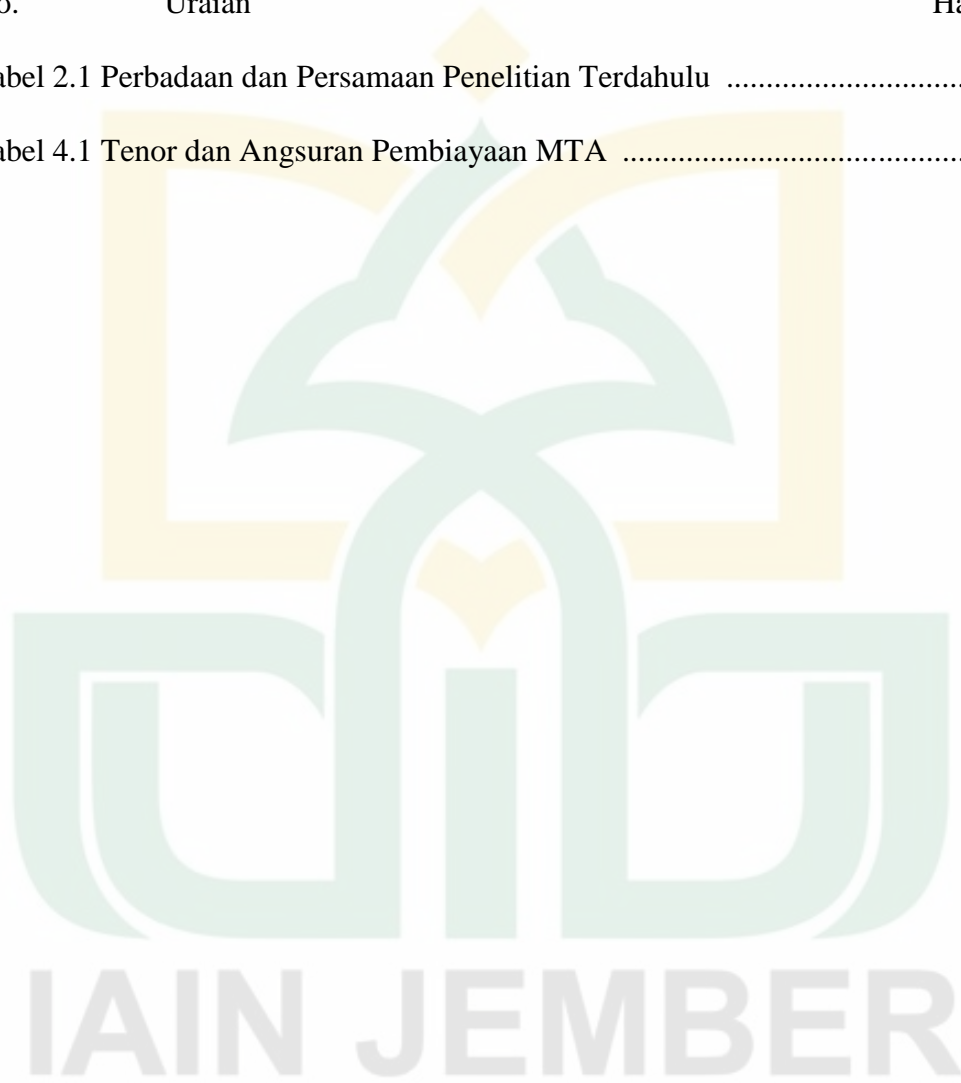 o. Uraian Ha
abel 2.1 Perbadaan dan Persamaan Penelitian Terdahulu ..............................
abel 4.1 Tenor dan Angsuran Pembiayaan MTA ...........................................
IAIN JEMBER